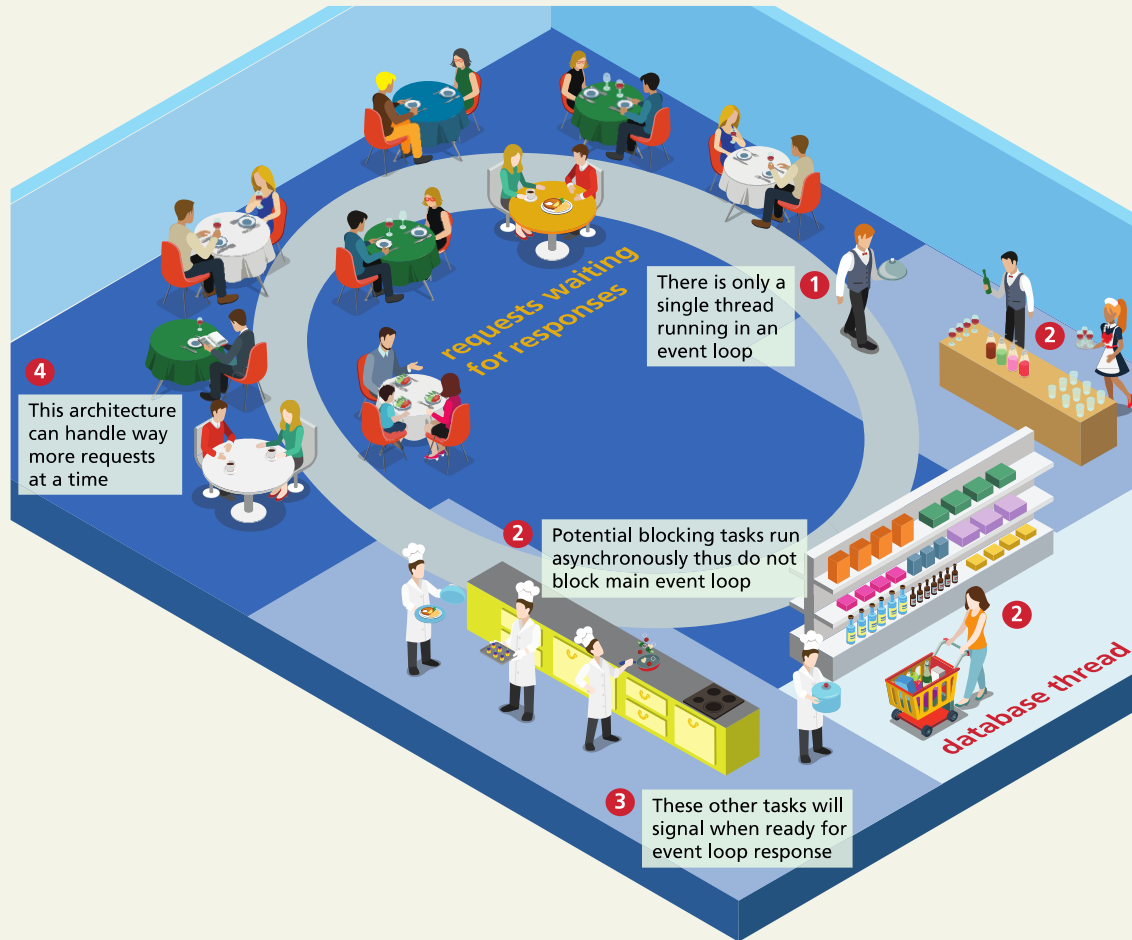 requests waiting
for responses
1
There is only a
single thread
running in an
event loop
2
4
This architecture
can handle way
more requests
at a time
2
Potential blocking tasks run
asynchronously thus do not
block main event loop
2
database thread
3
These other tasks will
signal when ready for
event loop response